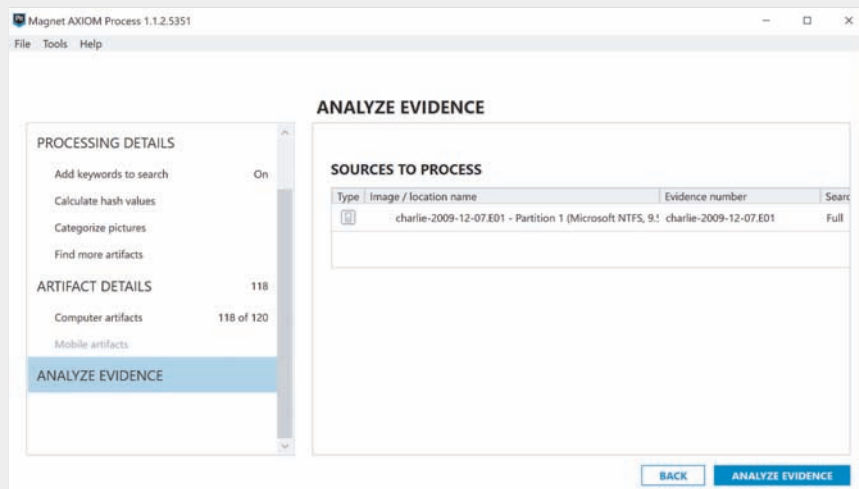 Magnet AXIOM Process 1.1.2.5351
File Tools Help
ANALYZE EVIDENCE
PROCESSING DETAILS
Add keywords to search On
Calculate hash values
Categorize pictures
Find more artifacts
ARTIFACT DETAILS 118
Computer artifacts 118 of 120
Mobile artifacts
ANALYZE EVIDENCE
SOURCES TO PROCESS
Type Image / location name Evidence number Searc
charlie-2009-12-07.E01 - Partition 1 (Microsoft NTFS, 9.5 charlie-2009-12-07.E01 Full
BACK ANALYZE EVIDENCE